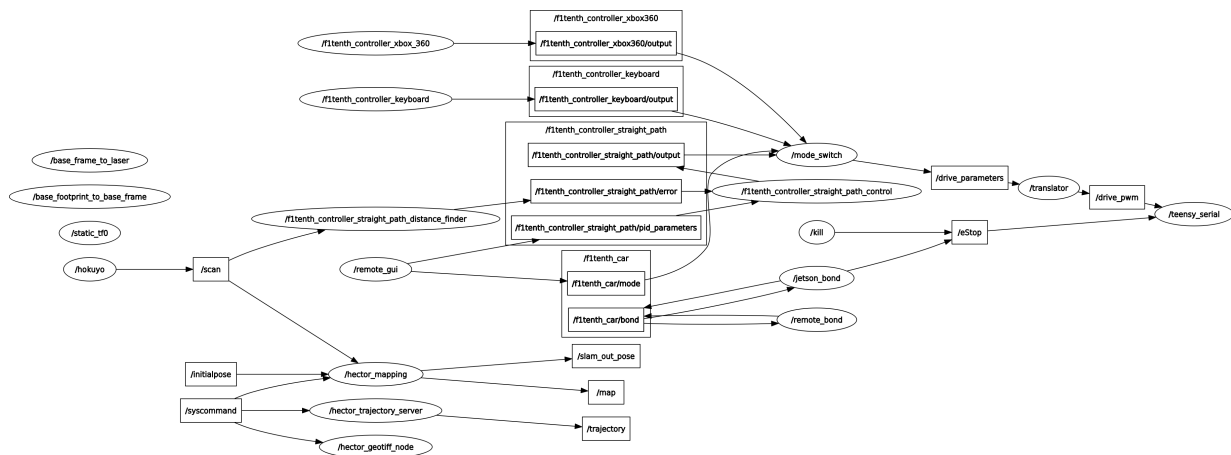 /f1tenth_controller_xbox360
/f1tenth_controller_xbox_360
/f1tenth_controller_xbox360/output
/f1tenth_controller_keyboard
/f1tenth_controller_keyboard
/f1tenth_controller_keyboard/output
/f1tenth_controller_straight_path
/base_frame_to_laser
/f1tenth_controller_straight_path/output
/mode_switch
/drive_parameters
/translator
/base_footprint_to_base_frame
/f1tenth_controller_straight_path/error
/f1tenth_controller_straight_path_control
/drive_pwm
/f1tenth_controller_straight_path_distance_finder
/teensy_serial
/static_tf0
/f1tenth_controller_straight_path/pid_parameters
/kill
/eStop
/f1tenth_car
/hokuyo
/scan
/remote_gui
/f1tenth_car/mode
/jetson_bond
/f1tenth_car/bond
/remote_bond
/slam_out_pose
/initialpose
/hector_mapping
/map
/syscommand
/hector_trajectory_server
/trajectory
/hector_geotiff_node